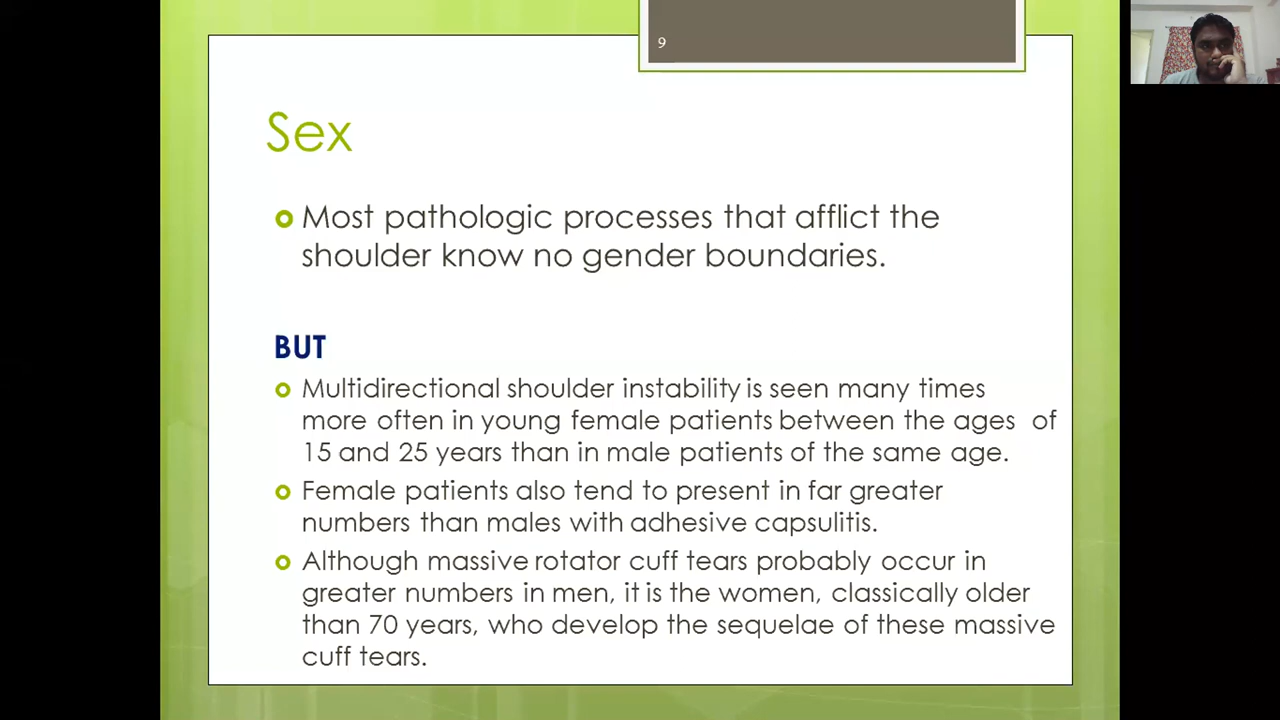 9
Sex
Most pathologic processes that afflict the
shoulder know no gender boundaries.
BUT
Multidirectional shoulder instability is seen many times
more often in young female patients between the ages of
15 and 25 years than in male patients of the same age.
Female patients also tend to present in far greater
numbers than males with adhesive capsulitis.
Although massive rotator cuff tears probably occur in
greater numbers in men, it is the women, classically older
than 70 years, who develop the sequelae of these massive
cuff tears.